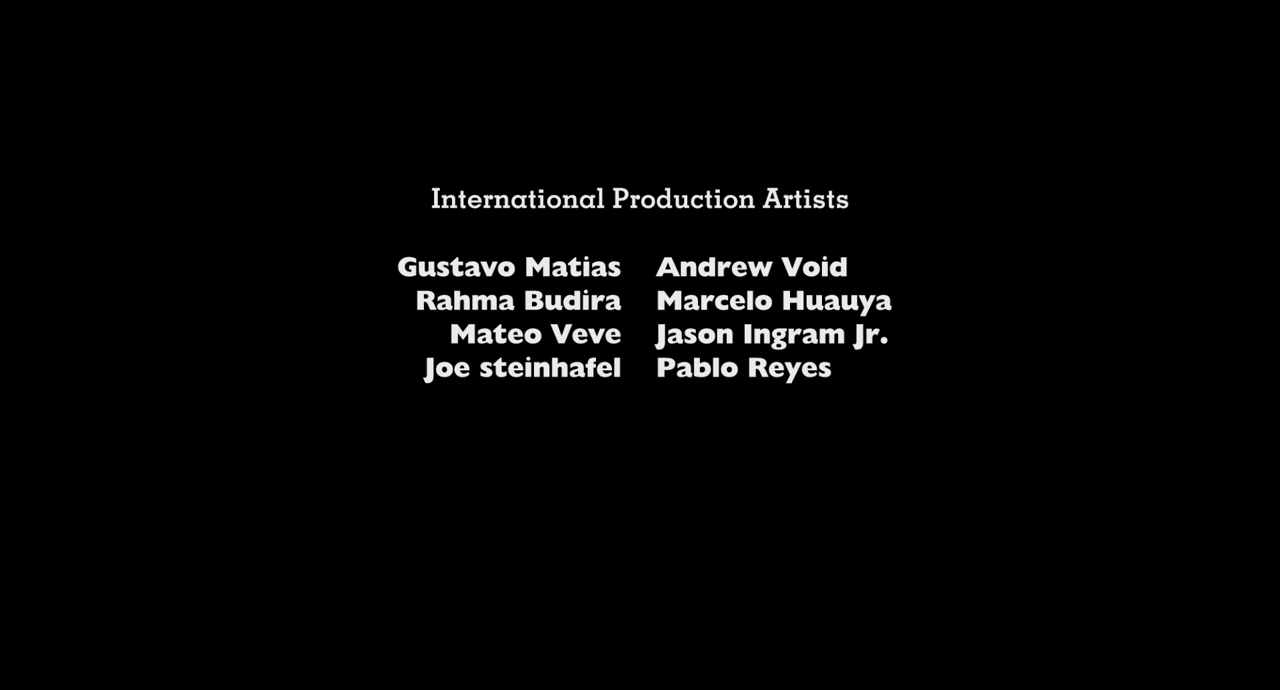 International Production Artists
Gustavo Matias Andrew Void
Rahma Budira Marcelo Huauya
Mateo Veve Jason Ingram Jr.
Joe steinhafel Pablo Reyes